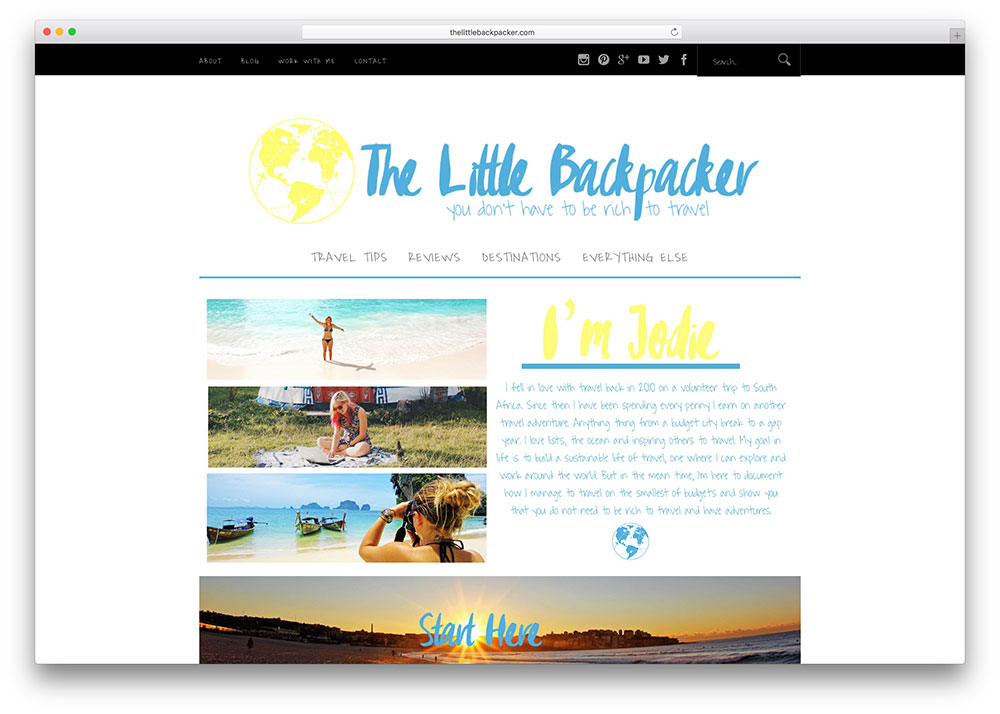 thelittlebackpacker.com
ABOUT BLOG WORK WITH ME CONTACT Search...
The Little Backpacker
you don't have to be rich to travel
TRAVEL TIPS REVIEWS DESTINATIONS EVERYTHING ELSE
I'm Jodie
I fell in love with travel back in 2010 on a volunteer trip to South
Africa. Since then I have been spending every penny I earn on another
travel adventure. Anything thing from a budget city break to a gap
year. I love lists, the ocean and inspiring others to travel. My goal in
life is to build a sustainable life of travel, one where I can explore and
work around the world. But in the mean time, Im here to document
how I manage to travel on the smallest of budgets and show you
that you do not need to be rich to travel and have adventures.
Start Here